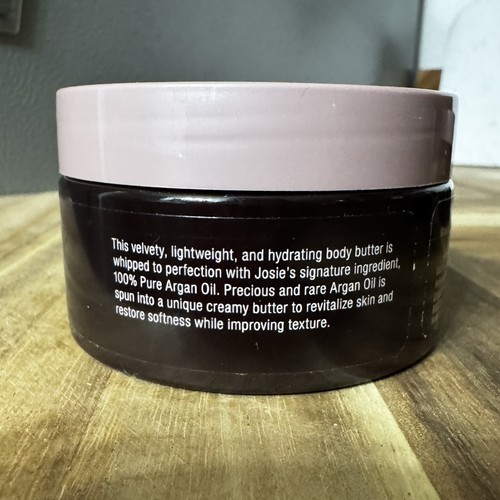 This velvety, lightweight, and hydrating body butter is
whipped to perfection with Josie's signature ingredient,
100% Pure Argan Oil. Precious and rare Argan Oil is
spun into a unique creamy butter to revitalize skin and
restore softness while improving texture.